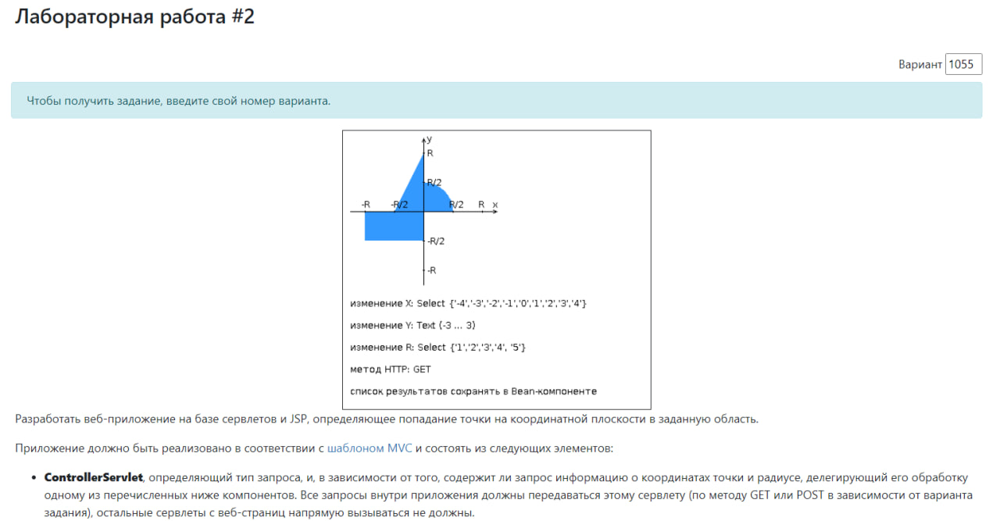 Лабораторная работа #2
Вариант 1055
Чтобы получить задание, введите свой номер варианта.
y
R
R/2
-R -R/2 R/2 R x
-R/2
-R
изменение X: Select {'-4','-3','-2','-1','0','1','2','3','4'}
изменение Y: Text (-3 ... 3)
изменение R: Select {'1','2','3','4', '5'}
метод HTTP: GET
список результатов сохранять в Bean-компоненте
Разработать веб-приложение на базе сервлетов и JSP, определяющее попадание точки на координатной плоскости в заданную область.
Приложение должно быть реализовано в соответствии с шаблоном MVC и состоять из следующих элементов:
• ControllerServlet, определяющий тип запроса, и, в зависимости от того, содержит ли запрос информацию о координатах точки и радиусе, делегирующий его обработку
одному из перечисленных ниже компонентов. Все запросы внутри приложения должны передаваться этому сервлету (по методу GET или POST в зависимости от варианта
задания), остальные сервлеты с веб-страниц напрямую вызываться не должны.